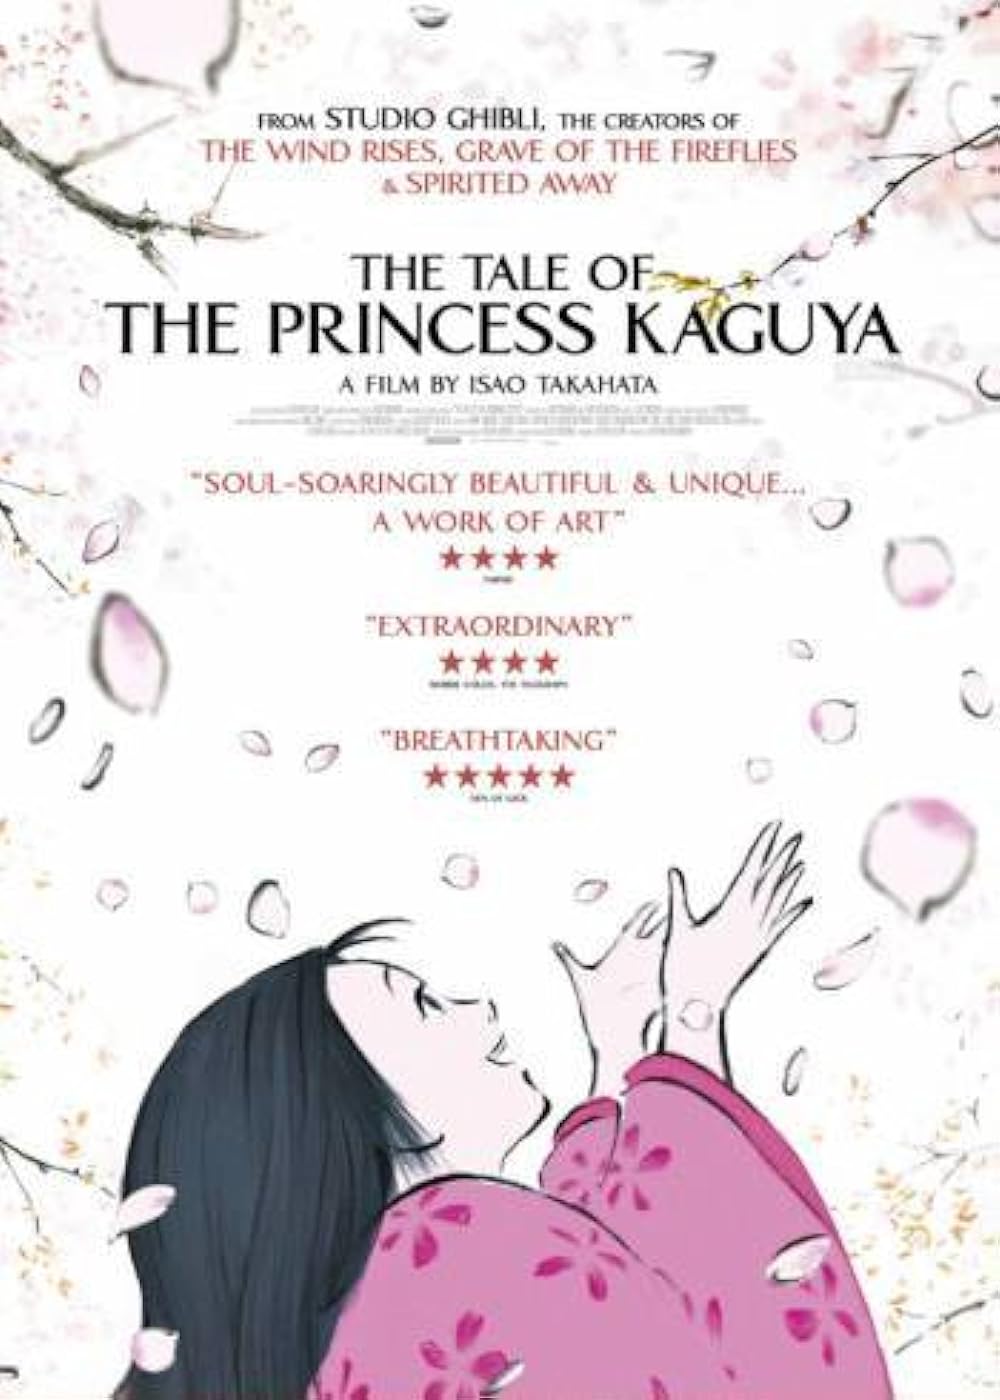 FROM STUDIO GHIBLI, THE CREATORS OF
THE WIND RISES, GRAVE OF THE FIREFLIES
& SPIRITED AWAY
THE TALE OF
THE PRINCESS KAGUYA
A FILM BY ISAO TAKAHATA
"SOUL-SOARINGLY BEAUTIFUL & UNIQUE...
A WORK OF ART"
"EXTRAORDINARY"
"BREATHTAKING"